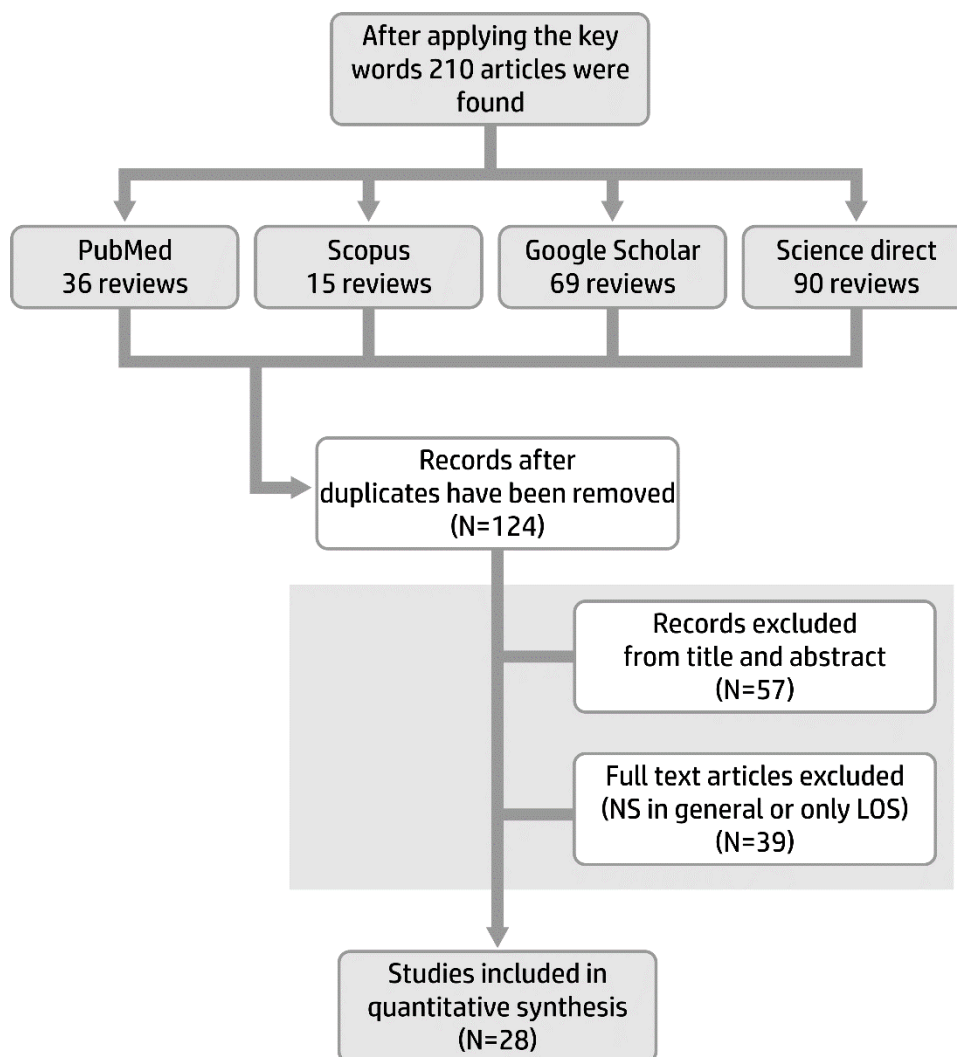 After applying the key
words 210 articles were
found
PubMed
36 reviews
Scopus
15 reviews
Google Scholar
69 reviews
Science direct
90 reviews
Records after
duplicates have been removed
(N=124)
Records excluded
from title and abstract
(N=57)
Full text articles excluded
(NS in general or only LOS)
(N=39)
Studies included in
quantitative synthesis
(N=28)